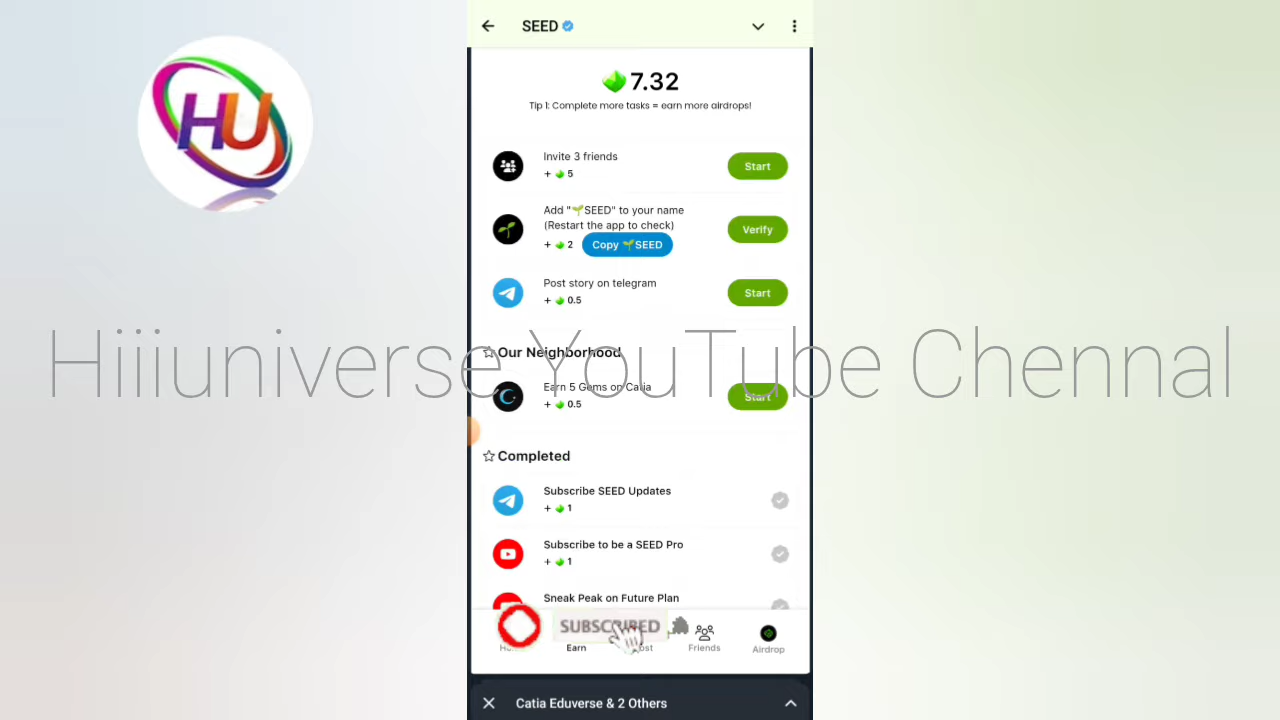 HU
SEED
7.32
Tip 1: Complete more tasks = earn more airdrops!
Invite 3 friends
+ 5
Start
Add "🌱SEED" to your name
(Restart the app to check)
+ 2
Copy 🌱SEED
Verify
Post story on telegram
+ 0.5
Start
Hiiiuniverse YouTube Chennal
Our Neighborhood
Earn 5 Gems on Catia
+ 0.5
Start
Completed
Subscribe SEED Updates
+ 1
Subscribe to be a SEED Pro
+ 1
Sneak Peak on Future Plan
SUBSCRIBED
Earn
Friends
Airdrop
Catia Eduverse & 2 Others